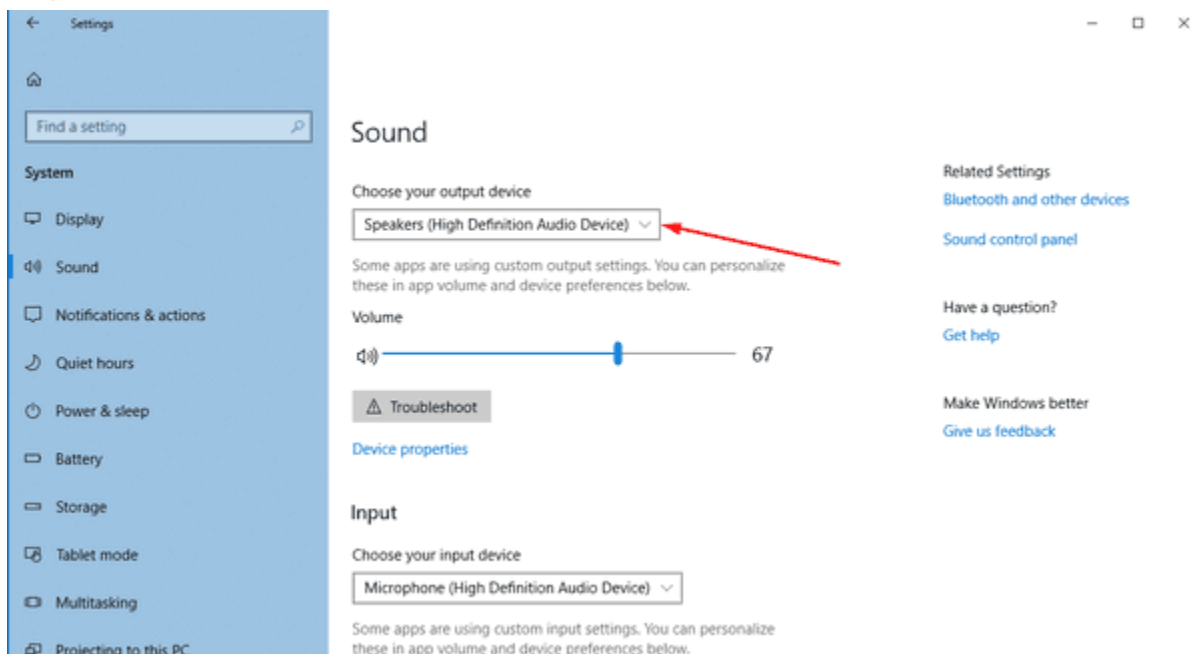 Settings
Find a setting
System
Display
Sound
Notifications & actions
Quiet hours
Power & sleep
Battery
Storage
Tablet mode
Multitasking
Projecting to this PC
Sound
Choose your output device
Speakers (High Definition Audio Device)
Some apps are using custom output settings. You can personalize
these in app volume and device preferences below.
Volume
67
Troubleshoot
Device properties
Input
Choose your input device
Microphone (High Definition Audio Device)
Some apps are using custom input settings. You can personalize
these in app volume and device preferences below.
Related Settings
Bluetooth and other devices
Sound control panel
Have a question?
Get help
Make Windows better
Give us feedback